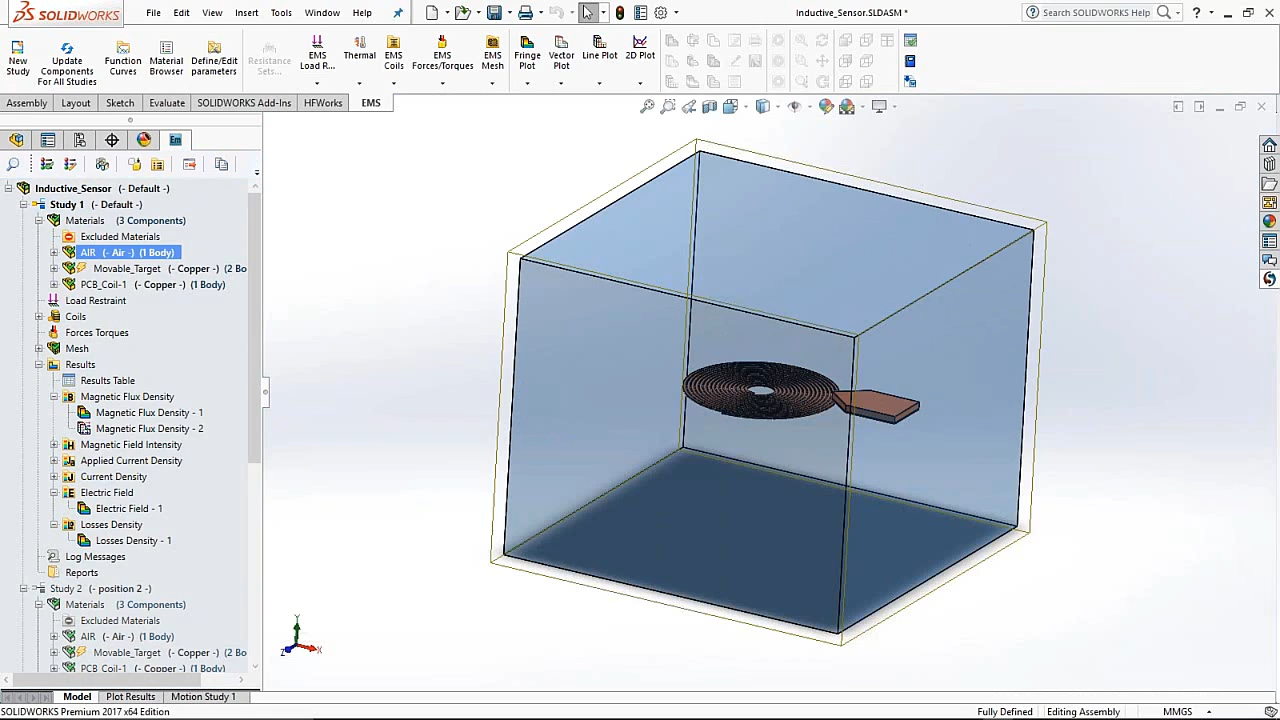 SOLIDWORKS File Edit View Insert Tools Window Help Inductive_Sensor.SLDASM * Search SOLIDWORKS Help
New Study
Update Components For All Studies
Function Curves
Material Browser
Define/Edit parameters
Resistance Sets...
EMS Load R...
Thermal
EMS Coils
EMS Forces/Torques
EMS Mesh
Fringe Plot
Vector Plot
Line Plot
2D Plot
Assembly Layout Sketch Evaluate SOLIDWORKS Add-Ins HFWorks EMS
Inductive_Sensor (- Default -)
Study 1 (- Default -)
Materials (3 Components)
Excluded Materials
AIR (- Air -) (1 Body)
Movable_Target (- Copper -) (2 Bo
PCB_Coil-1 (- Copper -) (1 Body)
Load Restraint
Coils
Forces Torques
Mesh
Results
Results Table
Magnetic Flux Density
Magnetic Flux Density - 1
Magnetic Flux Density - 2
Magnetic Field Intensity
Applied Current Density
Current Density
Electric Field
Electric Field - 1
Losses Density
Losses Density - 1
Log Messages
Reports
Study 2 (- position 2 -)
Materials (3 Components)
Excluded Materials
AIR (- Air -) (1 Body)
Movable_Target (- Copper -) (2 Bo
PCB_Coil-1 (- Copper -) (1 Body)
Y
Z X
Model Plot Results Motion Study 1
SOLIDWORKS Premium 2017 x64 Edition Fully Defined Editing Assembly MMGS